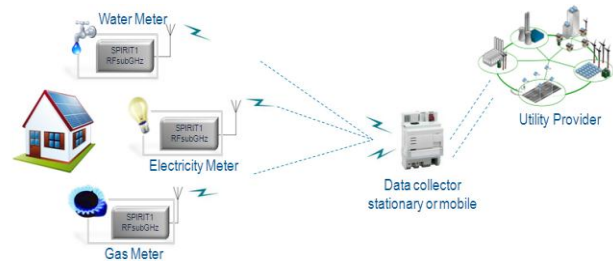 Water Meter
SPIRIT1
RFsubGHz
SPIRIT1
RFsubGHz
Electricity Meter
SPIRIT1
RFsubGHz
Gas Meter
Data collector
stationary or mobile
Utility Provider